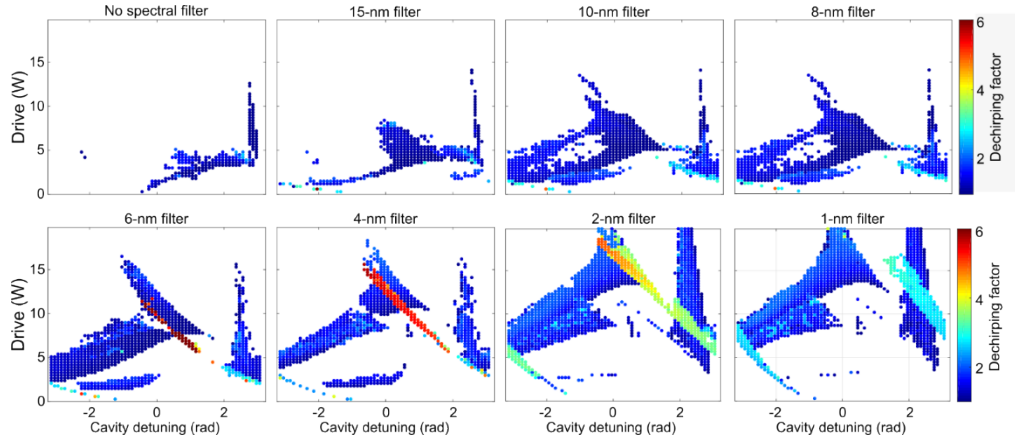 No spectral filter
15-nm filter
10-nm filter
8-nm filter
Drive (W)
15
10
5
0
6
4
2
Dechirping factor
6-nm filter
4-nm filter
2-nm filter
1-nm filter
Drive (W)
15
10
5
0
6
4
2
Dechirping factor
-2 0 2
-2 0 2
-2 0 2
-2 0 2
Cavity detuning (rad)
Cavity detuning (rad)
Cavity detuning (rad)
Cavity detuning (rad)